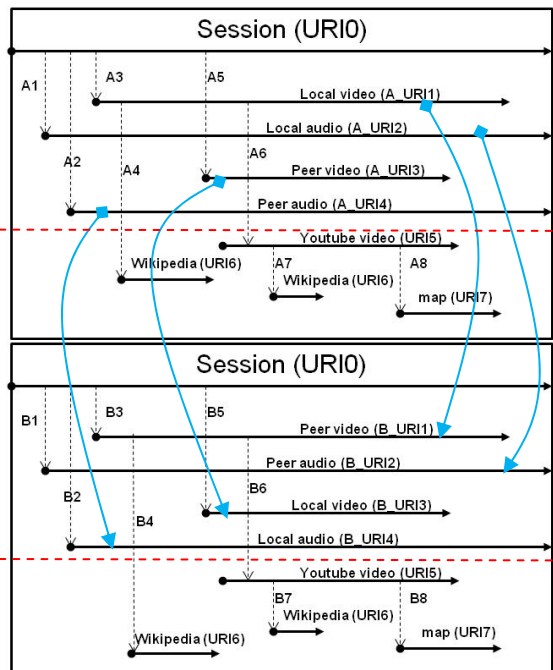 Session (URI0)
A1
A3
A5
Local video (A_URI1)
Local audio (A_URI2)
A2
A4
A6
Peer video (A_URI3)
Peer audio (A_URI4)
Youtube video (URI5)
Wikipedia (URI6)
A7
A8
Wikipedia (URI6)
map (URI7)
Session (URI0)
B1
B3
B5
Peer video (B_URI1)
Peer audio (B_URI2)
B2
B6
B4
Local video (B_URI3)
Local audio (B_URI4)
Youtube video (URI5)
B7
B8
Wikipedia (URI6)
Wikipedia (URI6)
map (URI7)